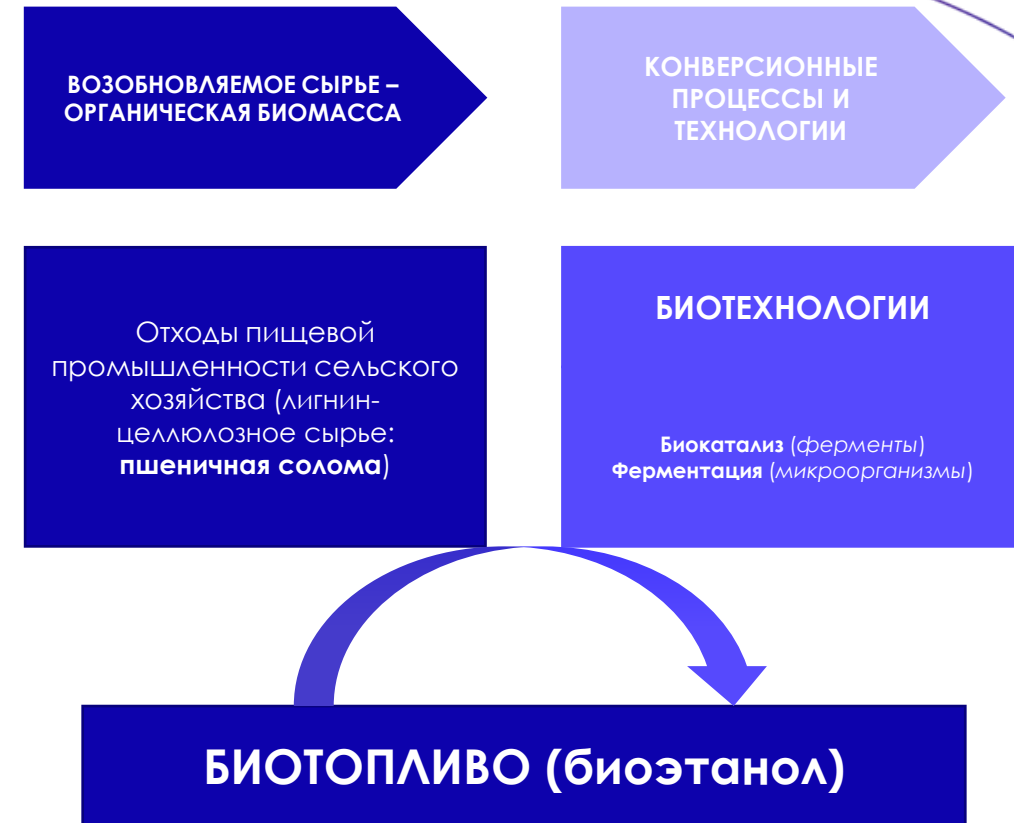 ВОЗОБНОВЛЯЕМОЕ СЫРЬЕ –
ОРГАНИЧЕСКАЯ БИОМАССА
КОНВЕРСИОННЫЕ
ПРОЦЕССЫ И
ТЕХНОЛОГИИ
Отходы пищевой
промышленности сельского
хозяйства (лигнин-
целлюлозное сырье:
пшеничная солома)
БИОТЕХНОЛОГИИ
Биокатализ (ферменты)
Ферментация (микроорганизмы)
БИОТОПЛИВО (биоэтанол)